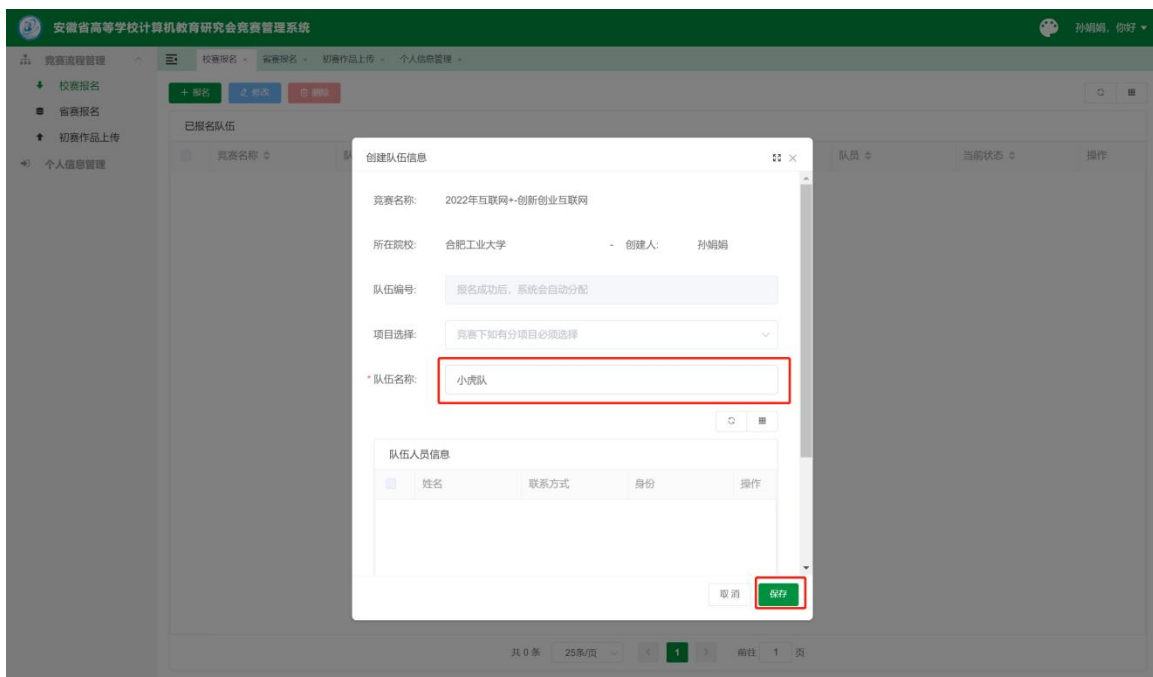 安徽省高等学校计算机教育研究会竞赛管理系统
孙娟娟，你好
竞赛流程管理
校赛报名
省赛报名
初赛作品上传
个人信息管理
校赛报名
省赛报名
初赛作品上传
个人信息管理
+ 报名
修改
删除
已报名队伍
竞赛名称
队
队员
当前状态
操作
创建队伍信息
竞赛名称: 2022年互联网+-创新创业互联网
所在院校: 合肥工业大学 - 创建人: 孙娟娟
队伍编号: 报名成功后，系统会自动分配
项目选择: 竞赛下如有分项目必须选择
* 队伍名称: 小虎队
队伍人员信息
姓名 联系方式 身份 操作
取消 保存
共 0 条 25条/页 1 前往 1 页